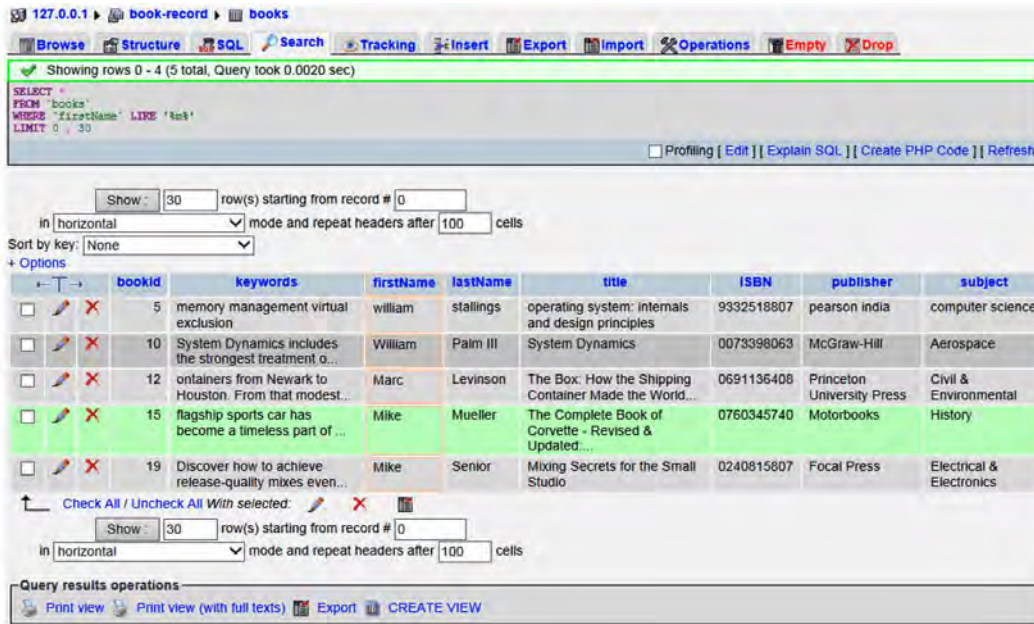 127.0.0.1 ▸ book-record ▸ books
Browse Structure SQL Search Tracking Insert Export Import Operations Empty Drop
Showing rows 0 - 4 (5 total, Query took 0.0020 sec)
SELECT *
FROM `books`
WHERE `firstName` LIKE '%m%'
LIMIT 0 , 30
Profiling [ Edit ] [ Explain SQL ] [ Create PHP Code ] [ Refresh
Show : 30 row(s) starting from record # 0
in horizontal mode and repeat headers after 100 cells
Sort by key: None
+ Options
←T→ bookid keywords firstName lastName title ISBN publisher subject
5 memory management virtual william stallings operating system: internals 9332518807 pearson india computer science
exclusion and design principles
10 System Dynamics includes William Palm III System Dynamics 0073398063 McGraw-Hill Aerospace
the strongest treatment o...
12 ontainers from Newark to Marc Levinson The Box: How the Shipping 0691136408 Princeton Civil &
Houston. From that modest... Container Made the World... University Press Environmental
15 flagship sports car has Mike Mueller The Complete Book of 0760345740 Motorbooks History
become a timeless part of ... Corvette - Revised &
Updated:...
19 Discover how to achieve Mike Senior Mixing Secrets for the Small 0240815807 Focal Press Electrical &
release-quality mixes even... Studio Electronics
Check All / Uncheck All With selected:
Show : 30 row(s) starting from record # 0
in horizontal mode and repeat headers after 100 cells
Query results operations
Print view Print view (with full texts) Export CREATE VIEW